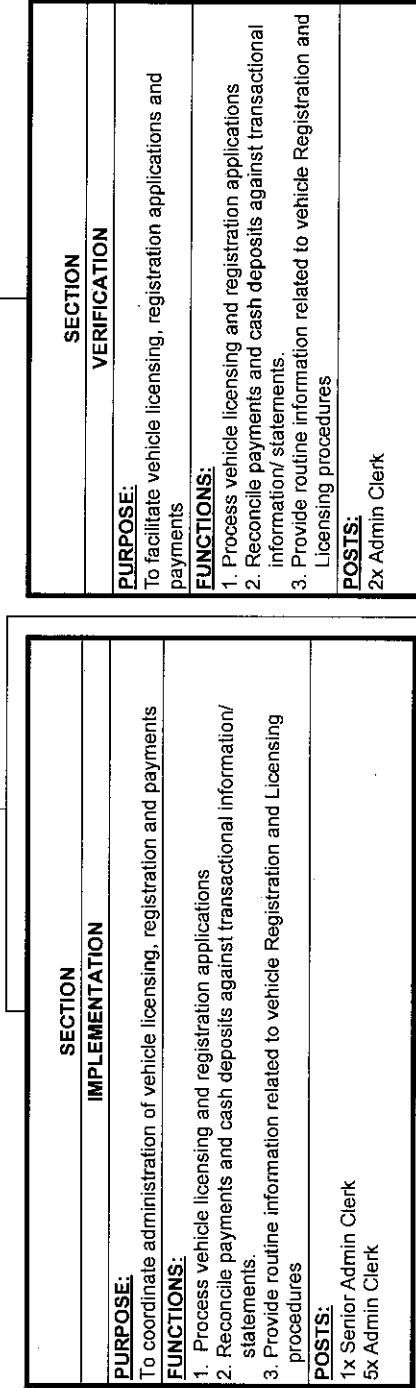 SECTION
IMPLEMENTATION
PURPOSE:
To coordinate administration of vehicle licensing, registration and payments
FUNCTIONS:
1. Process vehicle licensing and registration applications
2. Reconcile payments and cash deposits against transactional information/
statements.
3. Provide routine information related to vehicle Registration and Licensing
procedures
POSTS:
1x Senior Admin Clerk
5x Admin Clerk
SECTION
VERIFICATION
PURPOSE:
To facilitate vehicle licensing, registration applications and
payments
FUNCTIONS:
1. Process vehicle licensing and registration applications
2. Reconcile payments and cash deposits against transactional
information/ statements.
3. Provide routine information related to vehicle Registration and
Licensing procedures
POSTS:
2x Admin Clerk